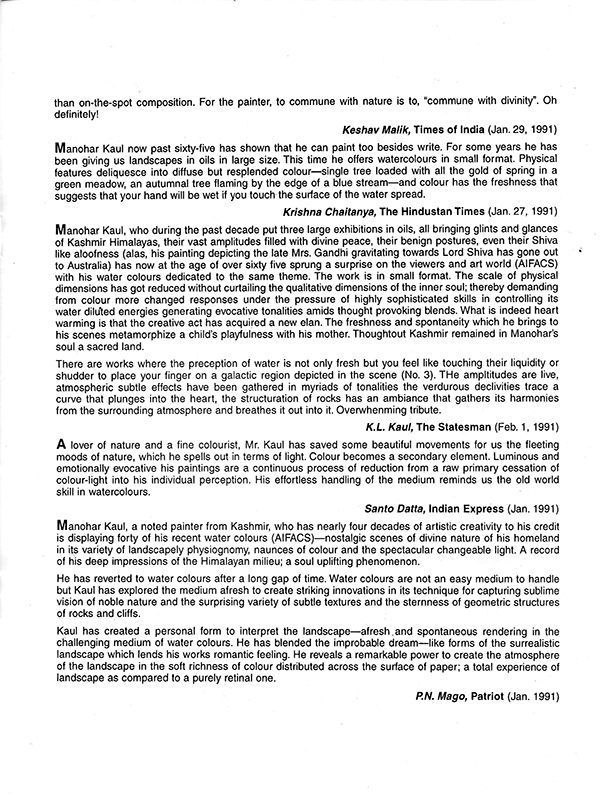 than on-the-spot composition. For the painter, to commune with nature is to, "commune with divinity". Oh
definitely!
Keshav Malik, Times of India (Jan. 29, 1991)
Manohar Kaul now past sixty-five has shown that he can paint too besides write. For some years he has
been giving us landscapes in oils in large size. This time he offers watercolours in small format. Physical
features deliquesce into diffuse but resplended colour—single tree loaded with all the gold of spring in a
green meadow, an autumnal tree flaming by the edge of a blue stream—and colour has the freshness that
suggests that your hand will be wet if you touch the surface of the water spread.
Krishna Chaitanya, The Hindustan Times (Jan. 27, 1991)
Manohar Kaul, who during the past decade put three large exhibitions in oils, all bringing glints and glances
of Kashmir Himalayas, their vast amplitudes filled with divine peace, their benign postures, even their Shiva
like aloofness (alas, his painting depicting the late Mrs. Gandhi gravitating towards Lord Shiva has gone out
to Australia) has now at the age of over sixty five sprung a surprise on the viewers and art world (AIFACS)
with his water colours dedicated to the same theme. The work is in small format. The scale of physical
dimensions has got reduced without curtailing the qualitative dimensions of the inner soul; thereby demanding
from colour more changed responses under the pressure of highly sophisticated skills in controlling its
water diluted energies generating evocative tonalities amids thought provoking blends. What is indeed heart
warming is that the creative act has acquired a new elan. The freshness and spontaneity which he brings to
his scenes metamorphize a child's playfulness with his mother. Thoughtout Kashmir remained in Manohar's
soul a sacred land.
There are works where the preception of water is not only fresh but you feel like touching their liquidity or
shudder to place your finger on a galactic region depicted in the scene (No. 3). THe ampltitudes are live,
atmospheric subtle effects have been gathered in myriads of tonalities the verdurous declivities trace a
curve that plunges into the heart, the structuration of rocks has an ambiance that gathers its harmonies
from the surrounding atmosphere and breathes it out into it. Overwhenming tribute.
K.L. Kaul, The Statesman (Feb. 1, 1991)
A lover of nature and a fine colourist, Mr. Kaul has saved some beautiful movements for us the fleeting
moods of nature, which he spells out in terms of light. Colour becomes a secondary element. Luminous and
emotionally evocative his paintings are a continuous process of reduction from a raw primary cessation of
colour-light into his individual perception. His effortless handling of the medium reminds us the old world
skill in watercolours.
Santo Datta, Indian Express (Jan. 1991)
Manohar Kaul, a noted painter from Kashmir, who has nearly four decades of artistic creativity to his credit
is displaying forty of his recent water colours (AIFACS)—nostalgic scenes of divine nature of his homeland
in its variety of landscapely physiognomy, naunces of colour and the spectacular changeable light. A record
of his deep impressions of the Himalayan milieu; a soul uplifting phenomenon.
He has reverted to water colours after a long gap of time. Water colours are not an easy medium to handle
but Kaul has explored the medium afresh to create striking innovations in its technique for capturing sublime
vision of noble nature and the surprising variety of subtle textures and the sternness of geometric structures
of rocks and cliffs.
Kaul has created a personal form to interpret the landscape—afresh and spontaneous rendering in the
challenging medium of water colours. He has blended the improbable dream—like forms of the surrealistic
landscape which lends his works romantic feeling. He reveals a remarkable power to create the atmosphere
of the landscape in the soft richness of colour distributed across the surface of paper; a total experience of
landscape as compared to a purely retinal one.
P.N. Mago, Patriot (Jan. 1991)